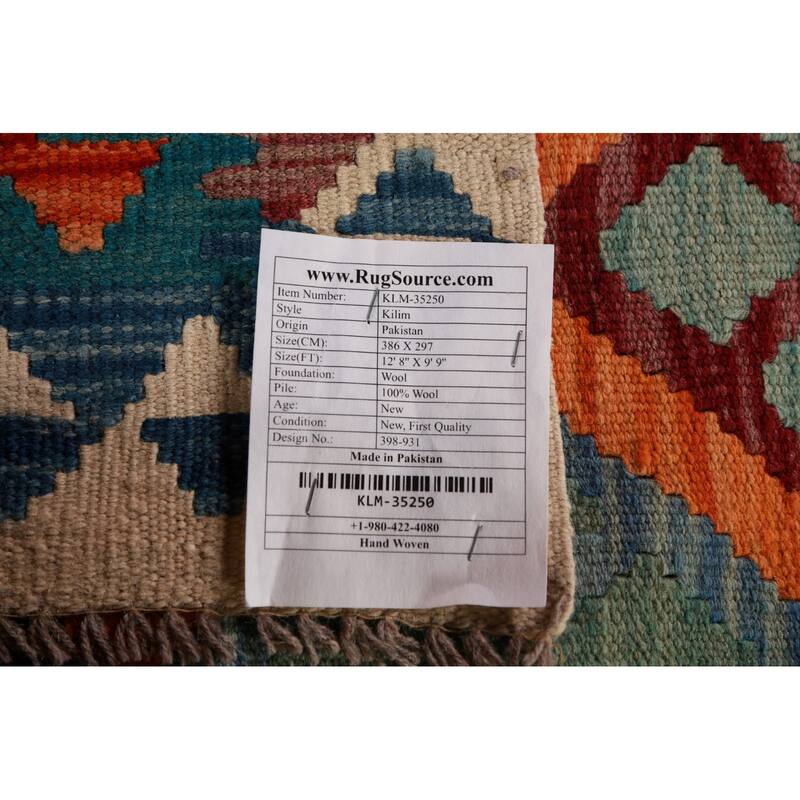 www.RugSource.com
Item Number: KLM-35250
Style Kilim
Origin Pakistan
Size(CM): 386 X 297
Size(FT): 12' 8" X 9' 9"
Foundation: Wool
Pile: 100% Wool
Age: New
Condition: New, First Quality
Design No.: 398-931
Made in Pakistan
KLM-35250
+1-980-422-4080
Hand Woven